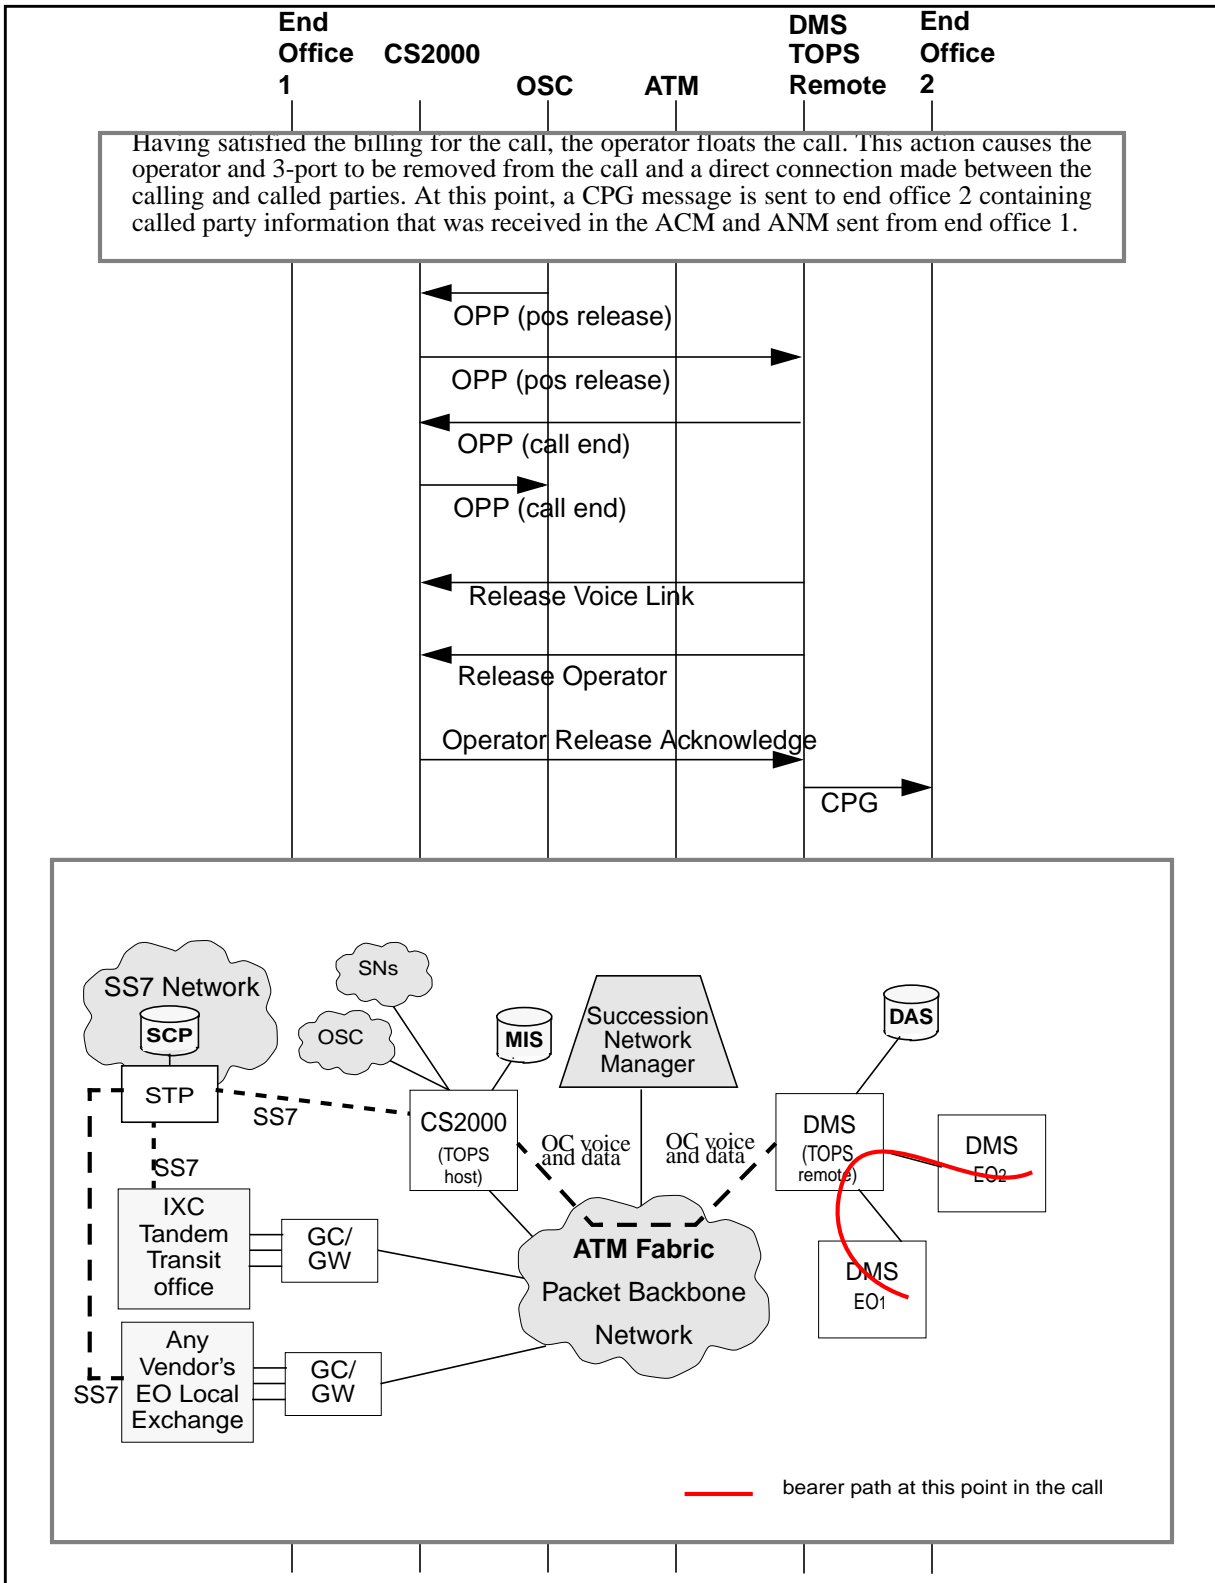 End
Office
1
CS2000
OSC
ATM
DMS
TOPS
Remote
End
Office
2
Having satisfied the billing for the call, the operator floats the call. This action causes the
operator and 3-port to be removed from the call and a direct connection made between the
calling and called parties. At this point, a CPG message is sent to end office 2 containing
called party information that was received in the ACM and ANM sent from end office 1.
OPP (pos release)
OPP (pos release)
OPP (call end)
OPP (call end)
Release Voice Link
Release Operator
Operator Release Acknowledge
CPG
SS7 Network
SCP
STP
SS7
SS7
SNs
OSC
MIS
CS2000
(TOPS
host)
Succession
Network
Manager
OC voice
and data
OC voice
and data
DAS
DMS
(TOPS
remote)
DMS
EO2
DMS
EO1
IXC
Tandem
Transit
office
GC/
GW
ATM Fabric
Packet Backbone
Network
SS7
Any
Vendor's
EO Local
Exchange
GC/
GW
bearer path at this point in the call